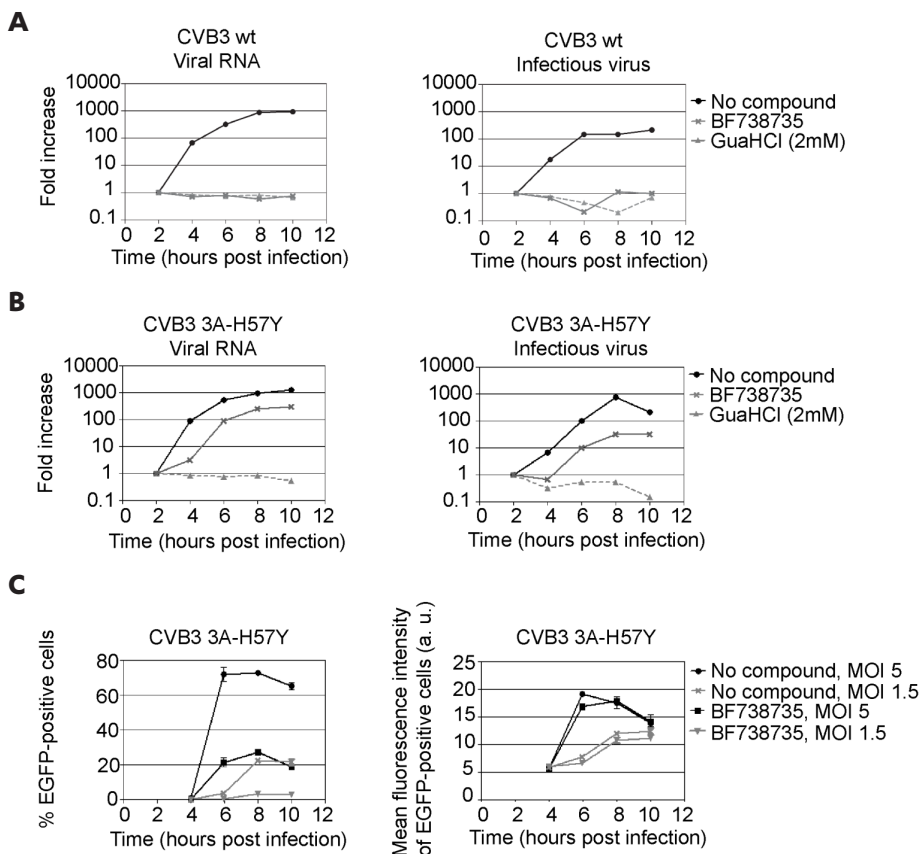 A
CVB3 wt
Viral RNA
Fold increase
10000
1000
100
10
1
0.1
0 2 4 6 8 10 12
Time (hours post infection)
CVB3 wt
Infectious virus
10000
1000
100
10
1
0.1
0 2 4 6 8 10 12
Time (hours post infection)
No compound
BF738735
GuaHCl (2mM)
B
CVB3 3A-H57Y
Viral RNA
Fold increase
10000
1000
100
10
1
0.1
0 2 4 6 8 10 12
Time (hours post infection)
CVB3 3A-H57Y
Infectious virus
10000
1000
100
10
1
0.1
0 2 4 6 8 10 12
Time (hours post infection)
No compound
BF738735
GuaHCl (2mM)
C
CVB3 3A-H57Y
% EGFP-positive cells
80
60
40
20
0
0 2 4 6 8 10 12
Time (hours post infection)
CVB3 3A-H57Y
Mean fluorescence intensity
of EGFP-positive cells (a. u.)
25
20
15
10
5
0
0 2 4 6 8 10 12
Time (hours post infection)
No compound, MOI 5
No compound, MOI 1.5
BF738735, MOI 5
BF738735, MOI 1.5